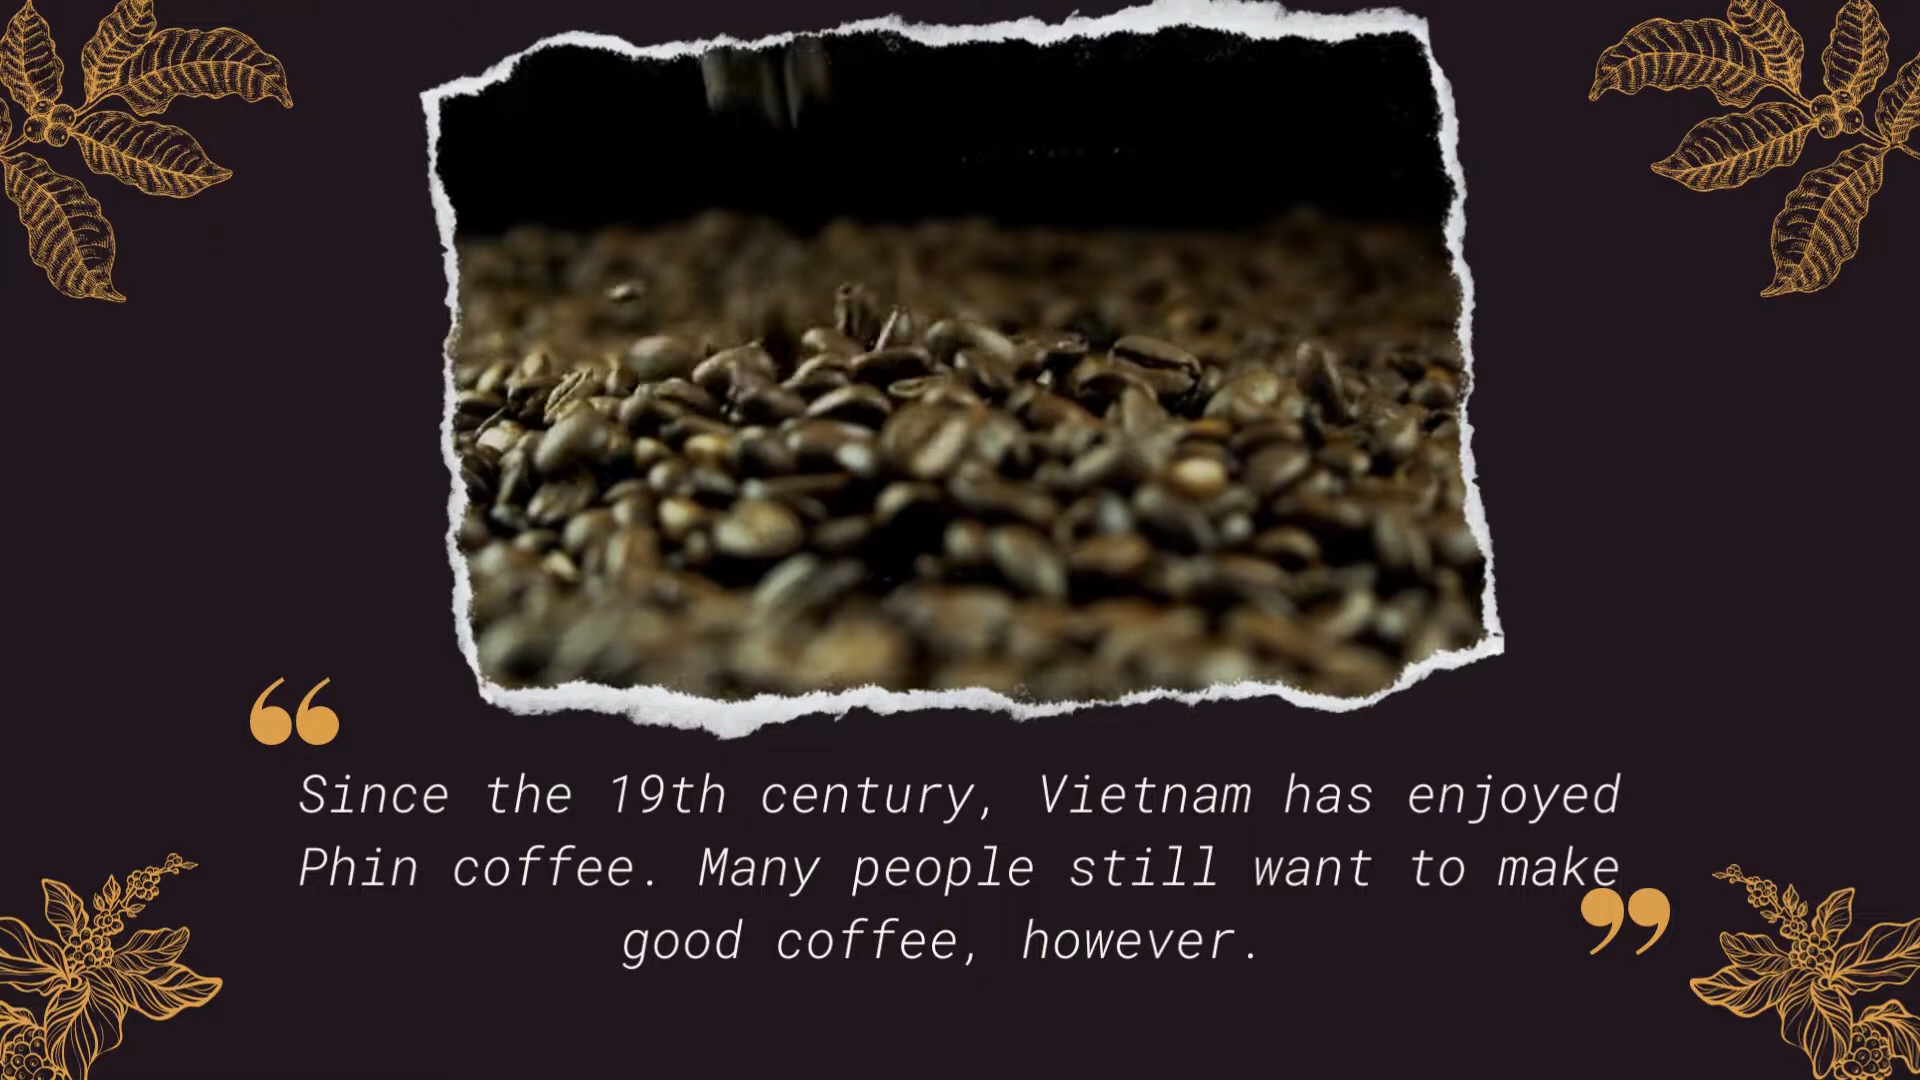 “
Since the 19th century, Vietnam has enjoyed
Phin coffee. Many people still want to make
good coffee, however.
”